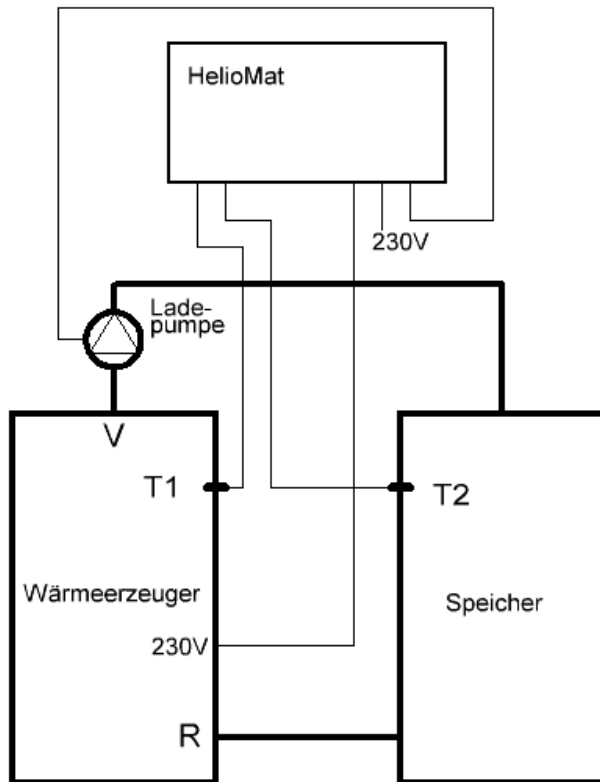 HelioMat
230V
Lade-
pumpe
V
T1
T2
Wärmeerzeuger
Speicher
230V
R